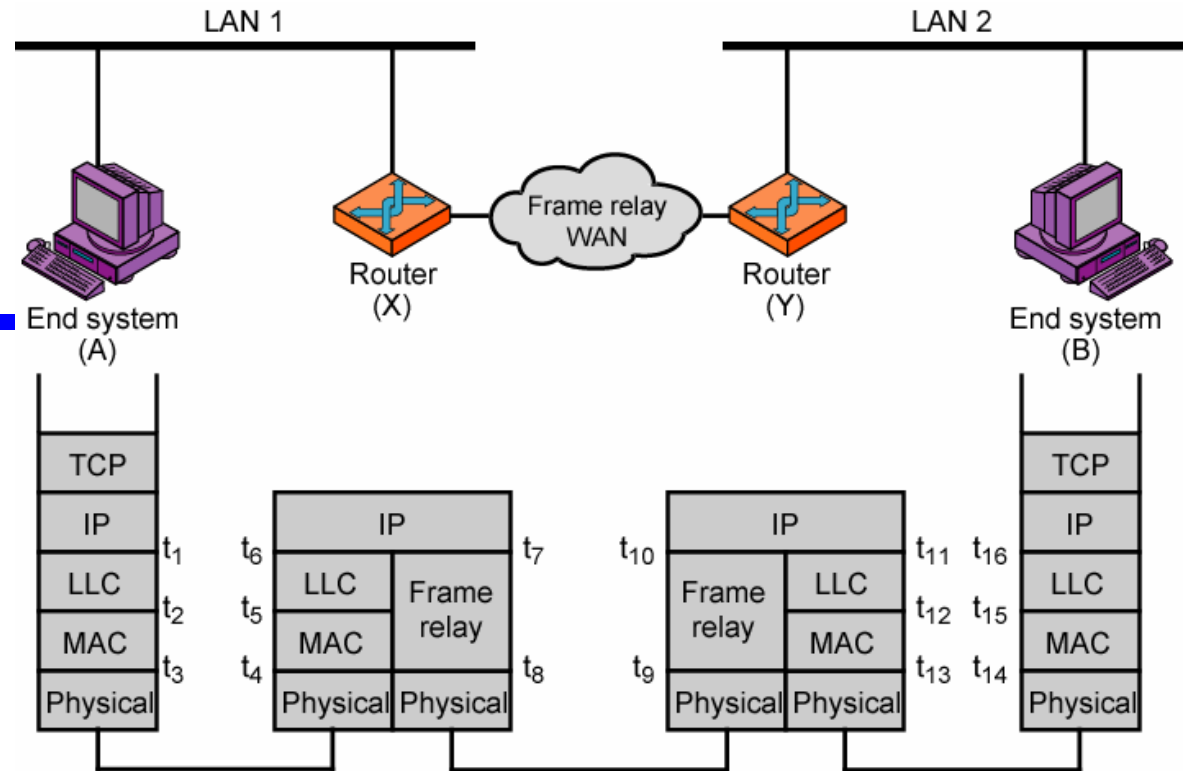 LAN 1
LAN 2
Frame relay
WAN
Router
(X)
Router
(Y)
End system
(A)
End system
(B)
TCP
IP
LLC
MAC
Physical
t1
t2
t3
IP
LLC
MAC
Physical
Frame
relay
Physical
t6
t5
t4
t7
t8
IP
Frame
relay
Physical
LLC
MAC
Physical
t10
t9
t11
t12
t13
TCP
IP
LLC
MAC
Physical
t16
t15
t14